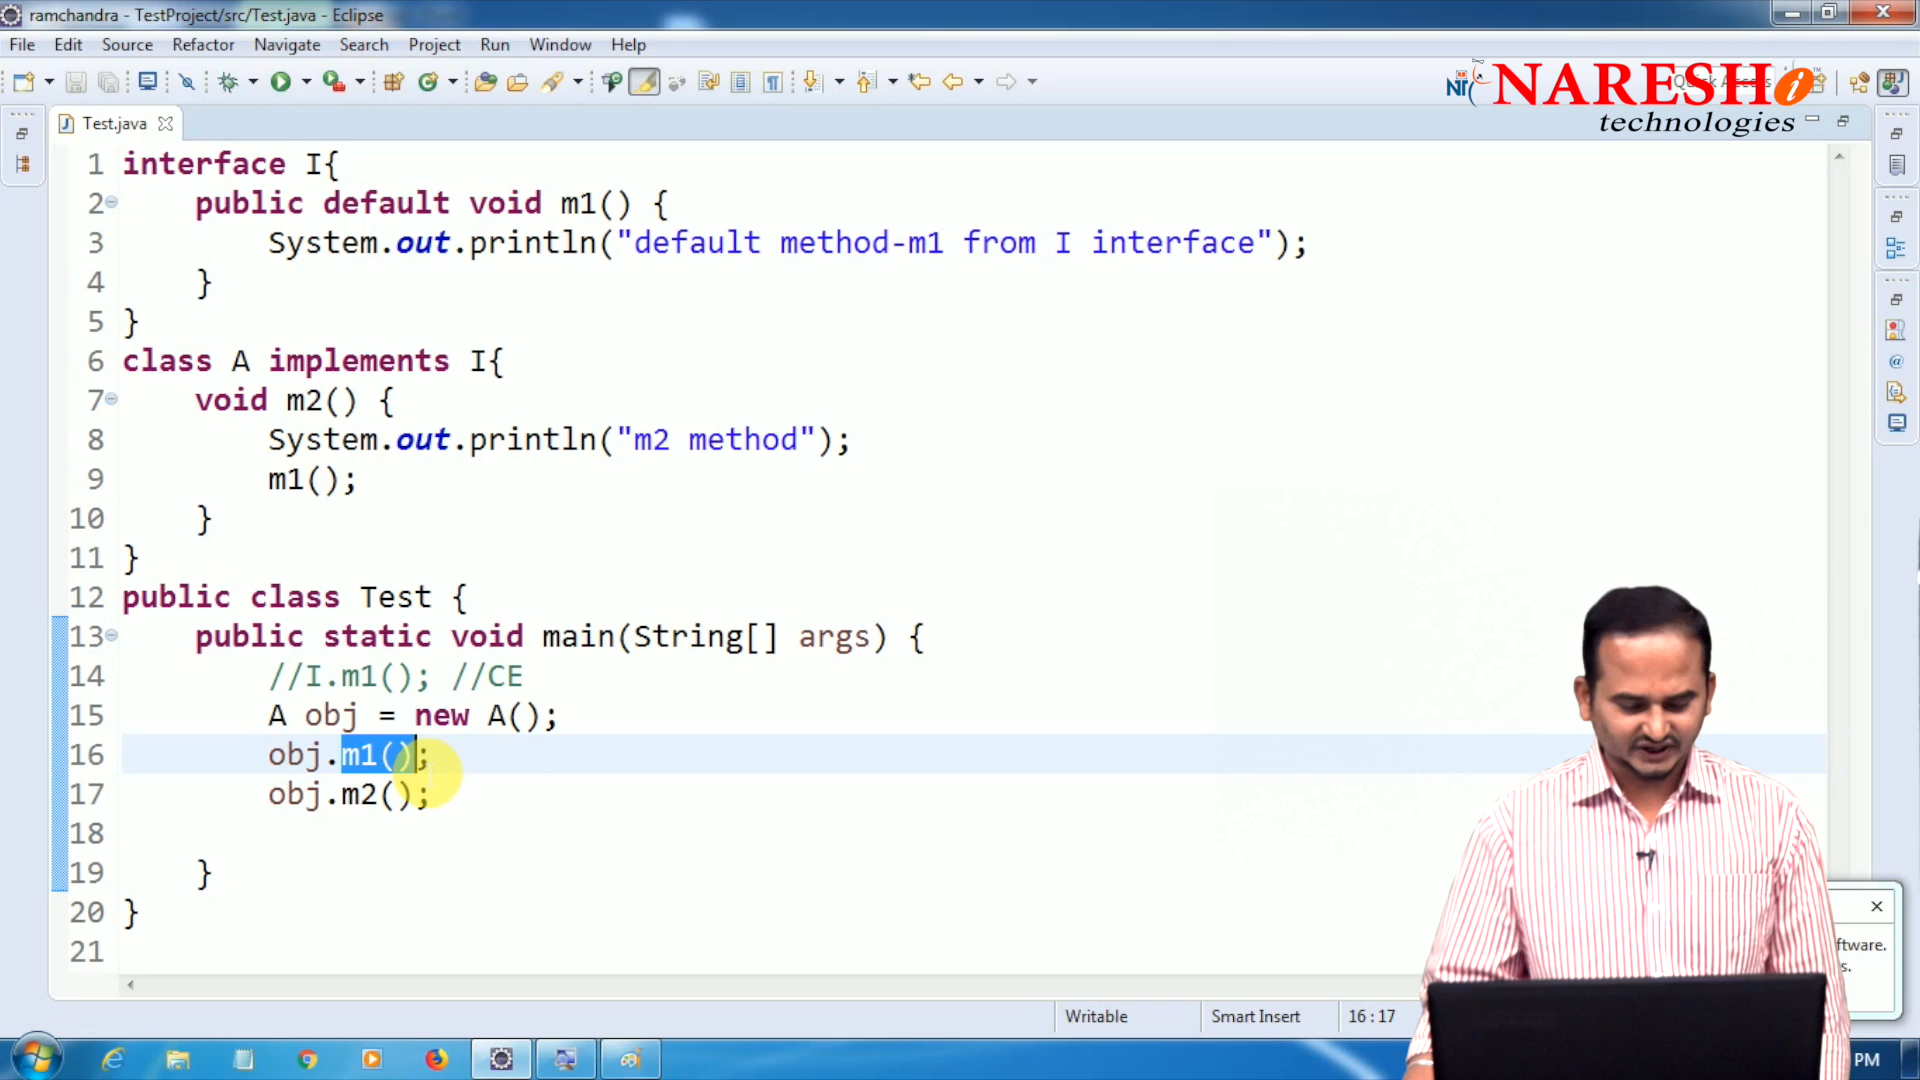 ramchandra - TestProject/src/Test.java - Eclipse
File Edit Source Refactor Navigate Search Project Run Window Help
NARESH i
technologies
Test.java
1 interface I{
2 public default void m1() {
3 System.out.println("default method-m1 from I interface");
4 }
5 }
6 class A implements I{
7 void m2() {
8 System.out.println("m2 method");
9 m1();
10 }
11 }
12 public class Test {
13 public static void main(String[] args) {
14 //I.m1(); //CE
15 A obj = new A();
16 obj.m1();
17 obj.m2();
18
19 }
20 }
21
ftware.
s.
Writable Smart Insert 16 : 17
PM